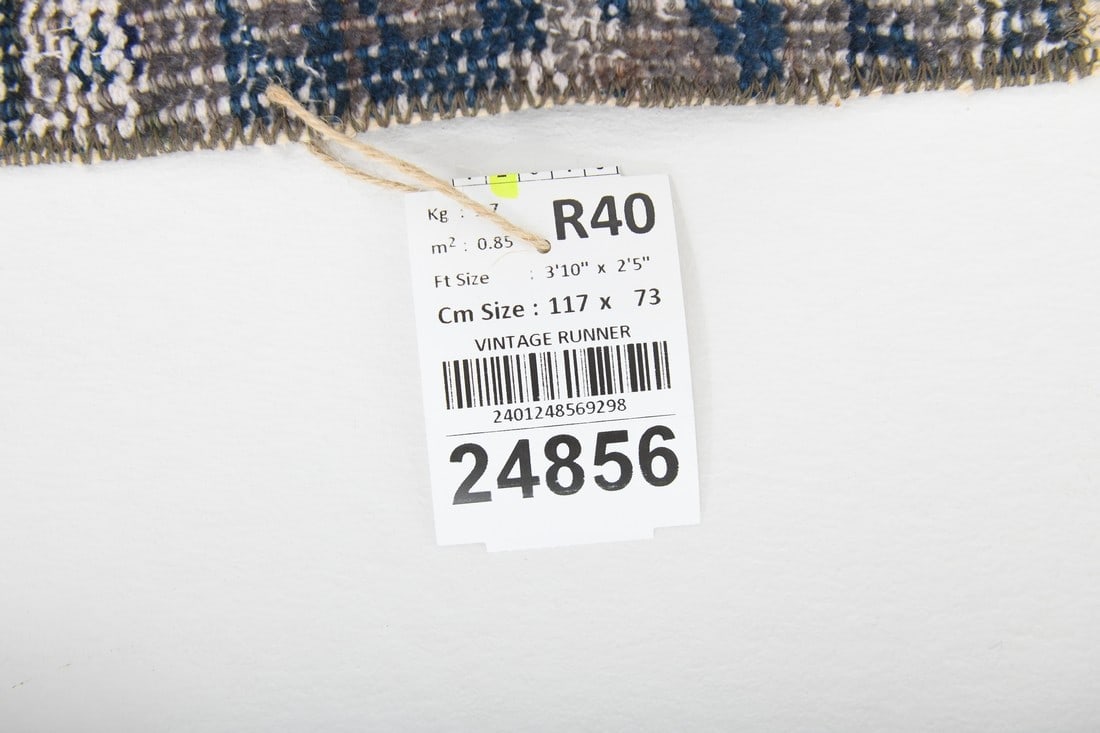 Kg :
R40
m² : 0.85
Ft Size : 3'10" x 2'5"
Cm Size : 117 x 73
VINTAGE RUNNER
2401248569298
24856